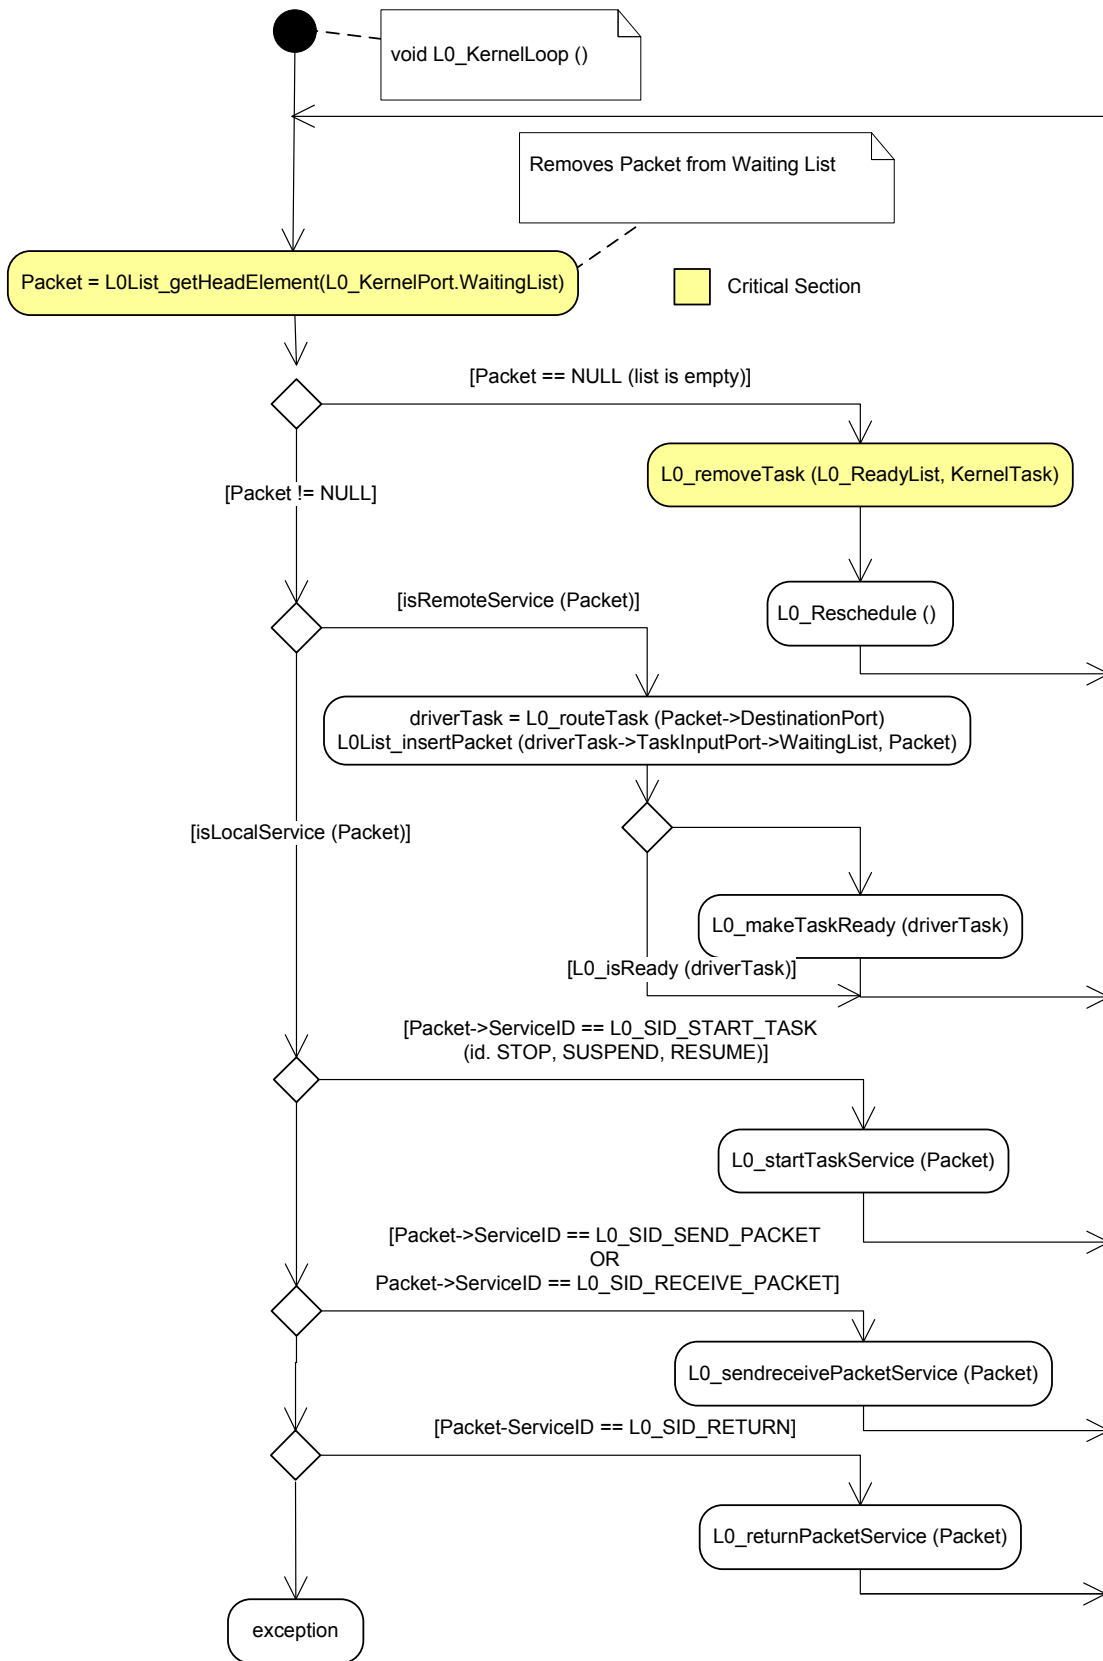 void L0_KernelLoop ()
Removes Packet from Waiting List
Packet = L0List_getHeadElement(L0_KernelPort.WaitingList)
Critical Section
[Packet == NULL (list is empty)]
L0_removeTask (L0_ReadyList, KernelTask)
[Packet != NULL]
L0_Reschedule ()
[isRemoteService (Packet)]
driverTask = L0_routeTask (Packet->DestinationPort)
L0List_insertPacket (driverTask->TaskInputPort->WaitingList, Packet)
[isLocalService (Packet)]
L0_makeTaskReady (driverTask)
[L0_isReady (driverTask)]
[Packet->ServiceID == L0_SID_START_TASK
(id. STOP, SUSPEND, RESUME)]
L0_startTaskService (Packet)
[Packet->ServiceID == L0_SID_SEND_PACKET
OR
Packet->ServiceID == L0_SID_RECEIVE_PACKET]
L0_sendreceivePacketService (Packet)
[Packet-ServiceID == L0_SID_RETURN]
L0_returnPacketService (Packet)
exception